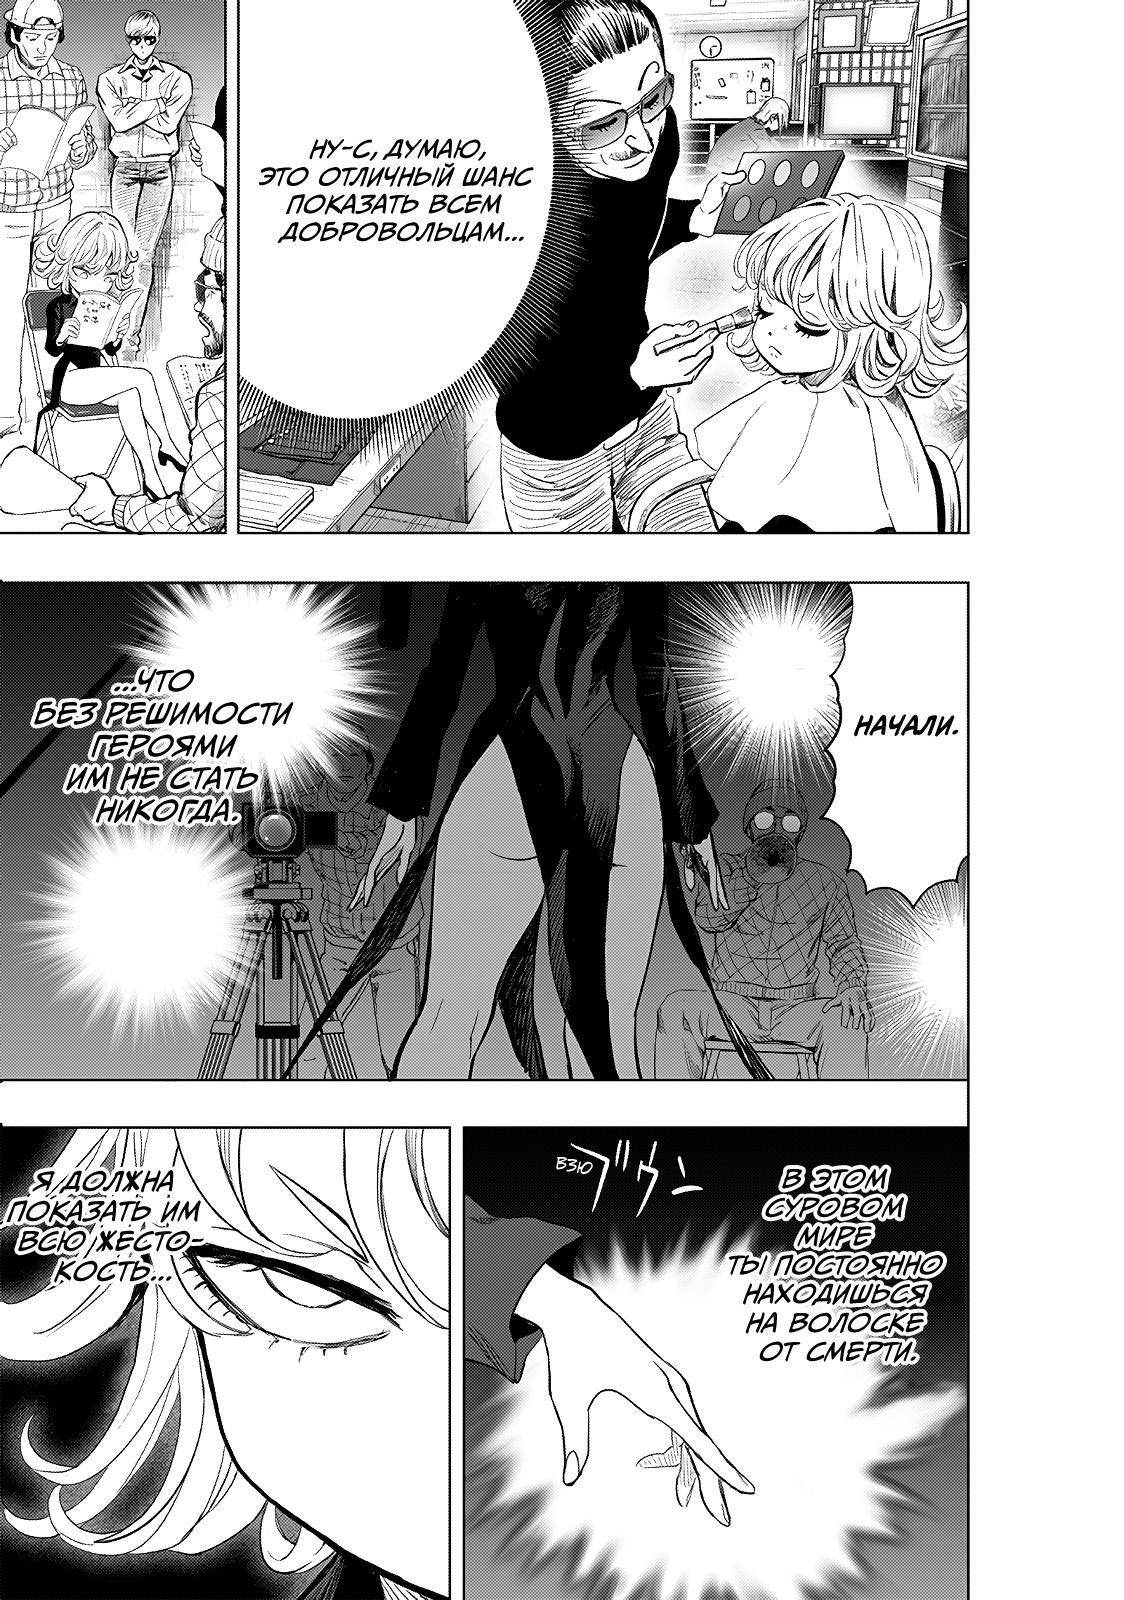 НУ-С, ДУМАЮ,
ЭТО ОТЛИЧНЫЙ ШАНС
ПОКАЗАТЬ ВСЕМ
ДОБРОВОЛЬЦАМ...
НАЧАЛИ.
...ЧТО
БЕЗ РЕШИМОСТИ
ГЕРОЯМИ
ИМ НЕ СТАТЬ
НИКОГДА.
В ЭТОМ
СУРОВОМ
МИРЕ
ТЫ ПОСТОЯННО
НАХОДИШЬСЯ
НА ВОЛОСКЕ
ОТ СМЕРТИ.
ВЗЮ
ブウン
Я ДОЛЖНА
ПОКАЗАТЬ ИМ
ВСЮ ЖЕСТО-
КОСТЬ...